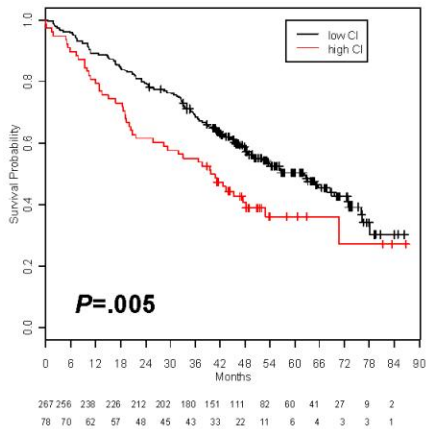 low CI
high CI
Survival Probability
1.0
0.8
0.6
0.4
0.2
0.0
P=.005
0 6 12 18 24 30 36 42 48 54 60 66 72 78 84 90
Months
267 256 238 226 212 202 180 151 111 82 60 41 27 9 2
78 70 62 57 48 45 43 33 22 11 6 4 3 3 1